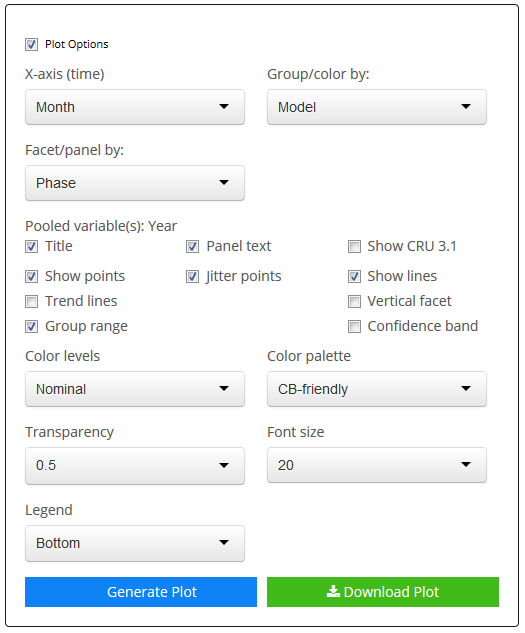 Plot Options
X-axis (time) Group/color by:
Month Model
Facet/panel by:
Phase
Pooled variable(s): Year
Title Panel text Show CRU 3.1
Show points Jitter points Show lines
Trend lines Vertical facet
Group range Confidence band
Color levels Color palette
Nominal CB-friendly
Transparency Font size
0.5 20
Legend
Bottom
Generate Plot Download Plot